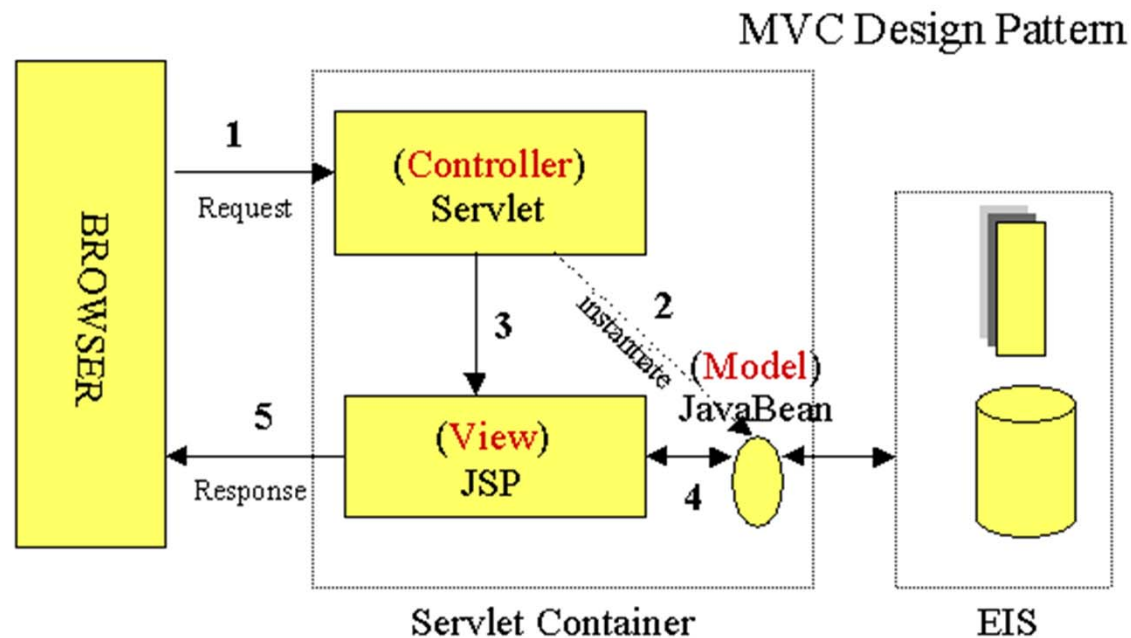 MVC Design Pattern
BROWSER
1
Request
(Controller)
Servlet
2
instantiate
3
(Model)
JavaBean
(View)
JSP
4
5
Response
Servlet Container
EIS